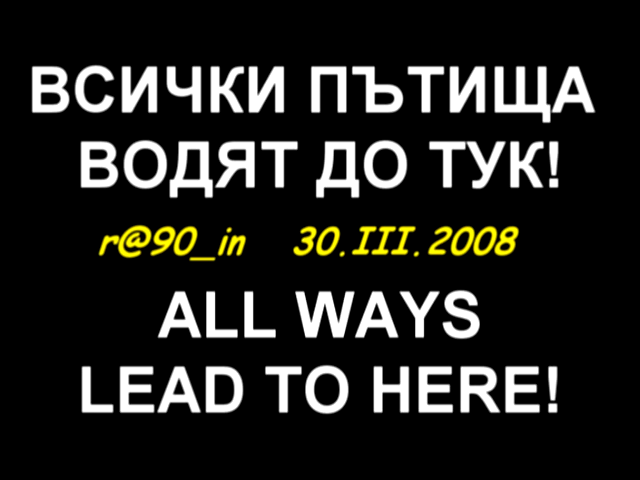 ВСИЧКИ ПЪТИЩА
ВОДЯТ ДО ТУК!
r@90_in 30.III.2008
ALL WAYS
LEAD TO HERE!